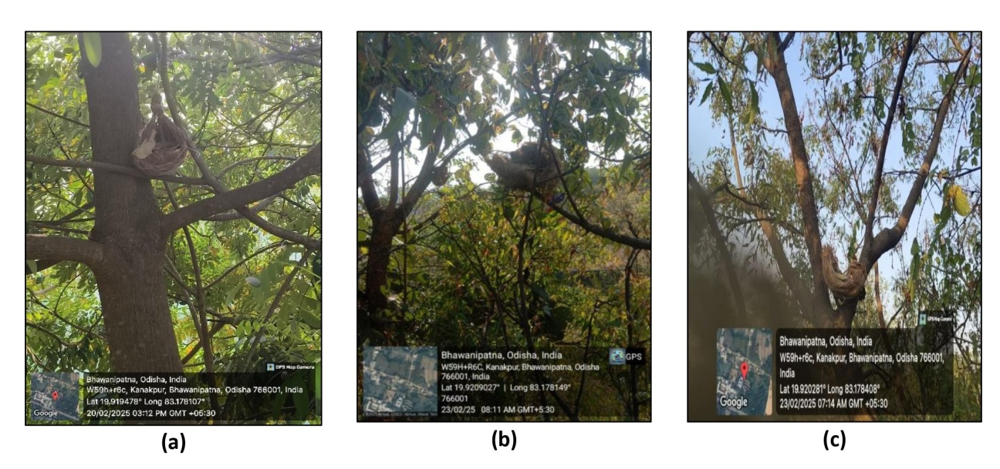 GPS Map Camera
Bhawanipatna, Odisha, India
W59h+r6c, Kanakpur, Bhawanipatna, Odisha 766001, India
Lat 19.919478° Long 83.178107°
20/02/2025 03:12 PM GMT +05:30
Google
(a)
GPS
Bhawanipatna, Odisha, India
W59H+R6C, Kanakpur, Bhawanipatna, Odisha
766001, India
Lat 19.9209027° | Long 83.178149°
766001
23/02/25 08:11 AM GMT+5:30
(b)
GPS Map Camera
Bhawanipatna, Odisha, India
W59h+r6c, Kanakpur, Bhawanipatna, Odisha 766001,
India
Lat 19.920281° Long 83.178408°
23/02/2025 07:14 AM GMT +05:30
Google
(c)